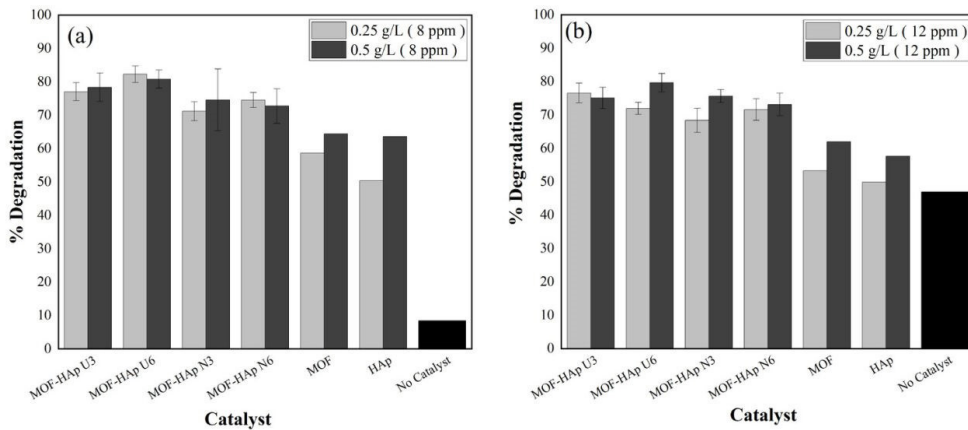 (a)
0.25 g/L ( 8 ppm )
0.5 g/L ( 8 ppm )
% Degradation
100
90
80
70
60
50
40
30
20
10
0
MOF-HAp U3
MOF-HAp U6
MOF-HAp N3
MOF-HAp N6
MOF
HAp
No Catalyst
Catalyst
(b)
0.25 g/L ( 12 ppm )
0.5 g/L ( 12 ppm )
% Degradation
100
90
80
70
60
50
40
30
20
10
0
MOF-HAp U3
MOF-HAp U6
MOF-HAp N3
MOF-HAp N6
MOF
HAp
No Catalyst
Catalyst